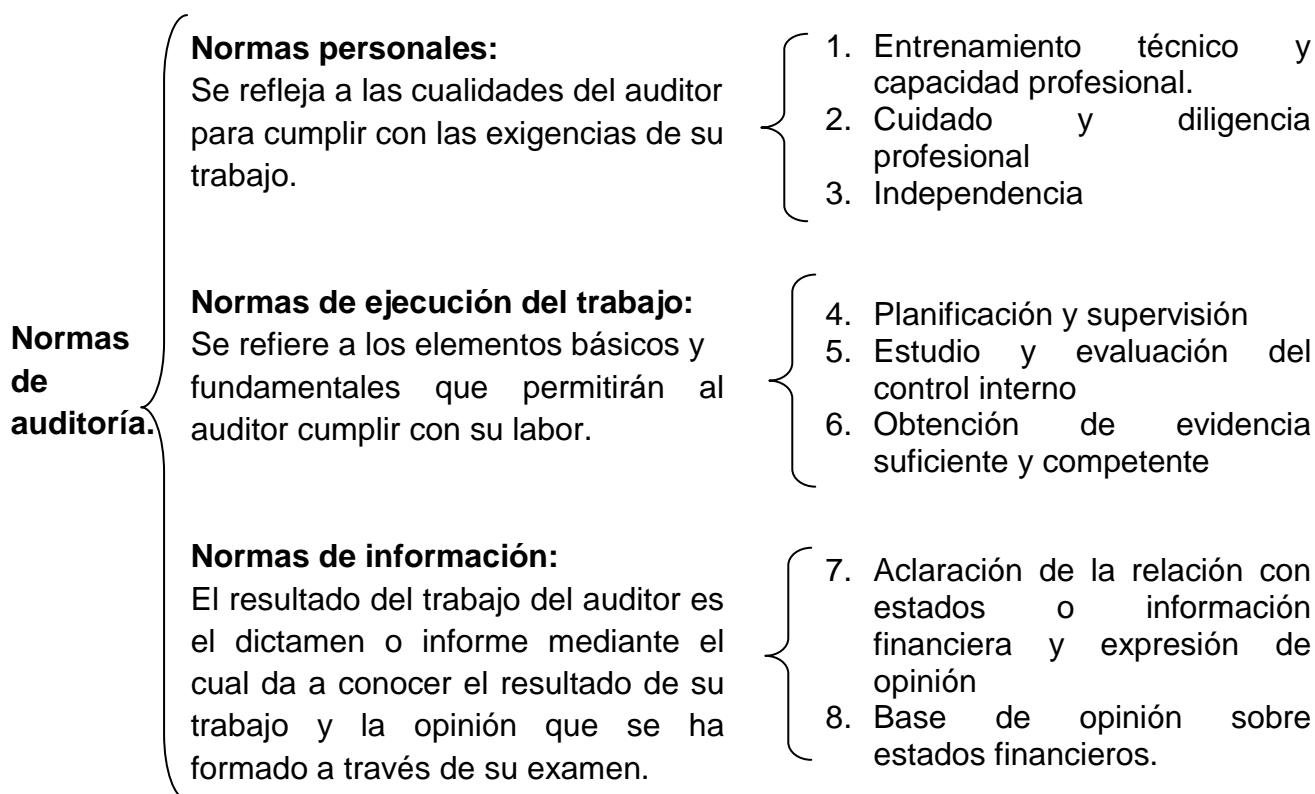 Normas
de
auditoría.
Normas personales:
Se refleja a las cualidades del auditor
para cumplir con las exigencias de su
trabajo.
1. Entrenamiento técnico y
capacidad profesional.
2. Cuidado y diligencia
profesional
3. Independencia
Normas de ejecución del trabajo:
Se refiere a los elementos básicos y
fundamentales que permitirán al
auditor cumplir con su labor.
4. Planificación y supervisión
5. Estudio y evaluación del
control interno
6. Obtención de evidencia
suficiente y competente
Normas de información:
El resultado del trabajo del auditor es
el dictamen o informe mediante el
cual da a conocer el resultado de su
trabajo y la opinión que se ha
formado a través de su examen.
7. Aclaración de la relación con
estados o información
financiera y expresión de
opinión
8. Base de opinión sobre
estados financieros.